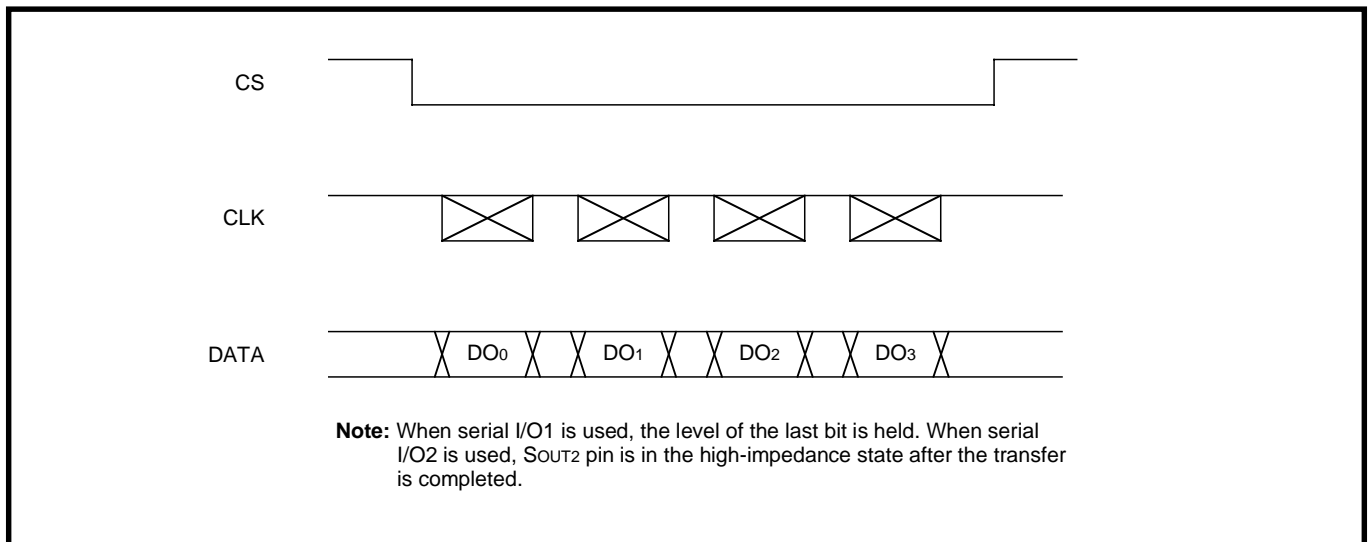 CS
CLK
DATA
DO0 DO1 DO2 DO3
Note: When serial I/O1 is used, the level of the last bit is held. When serial
I/O2 is used, SOUT2 pin is in the high-impedance state after the transfer
is completed.